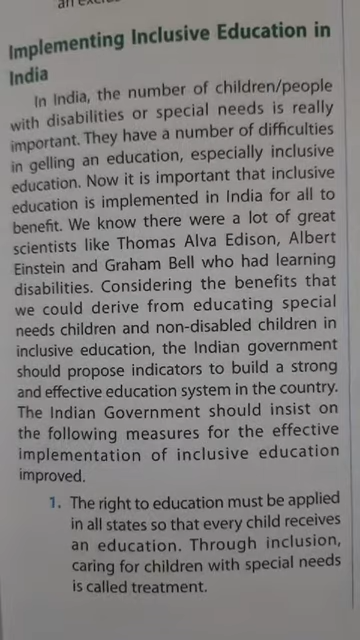 Implementing Inclusive Education in
India
In India, the number of children/people
with disabilities or special needs is really
important. They have a number of difficulties
in gelling an education, especially inclusive
education. Now it is important that inclusive
education is implemented in India for all to
benefit. We know there were a lot of great
scientists like Thomas Alva Edison, Albert
Einstein and Graham Bell who had learning
disabilities. Considering the benefits that
we could derive from educating special
needs children and non-disabled children in
inclusive education, the Indian government
should propose indicators to build a strong
and effective education system in the country.
The Indian Government should insist on
the following measures for the effective
implementation of inclusive education
improved.
1. The right to education must be applied
in all states so that every child receives
an education. Through inclusion,
caring for children with special needs
is called treatment.